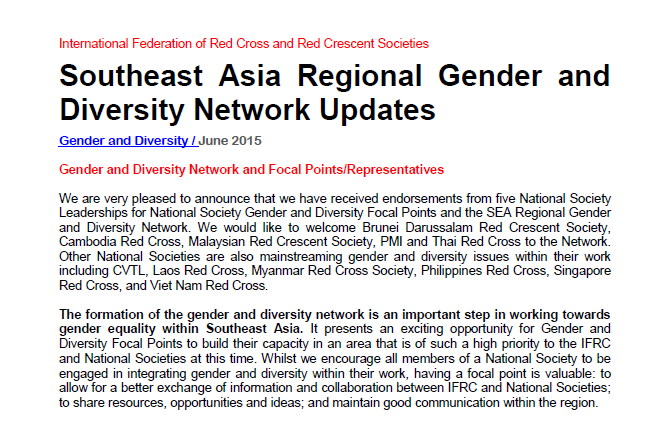 International Federation of Red Cross and Red Crescent Societies
Southeast Asia Regional Gender and
Diversity Network Updates
Gender and Diversity / June 2015
Gender and Diversity Network and Focal Points/Representatives
We are very pleased to announce that we have received endorsements from five National Society
Leaderships for National Society Gender and Diversity Focal Points and the SEA Regional Gender
and Diversity Network. We would like to welcome Brunei Darussalam Red Crescent Society,
Cambodia Red Cross, Malaysian Red Crescent Society, PMI and Thai Red Cross to the Network.
Other National Societies are also mainstreaming gender and diversity issues within their work
including CVTL, Laos Red Cross, Myanmar Red Cross Society, Philippines Red Cross, Singapore
Red Cross, and Viet Nam Red Cross.
The formation of the gender and diversity network is an important step in working towards
gender equality within Southeast Asia. It presents an exciting opportunity for Gender and
Diversity Focal Points to build their capacity in an area that is of such a high priority to the IFRC
and National Societies at this time. Whilst we encourage all members of a National Society to be
engaged in integrating gender and diversity within their work, having a focal point is valuable: to
allow for a better exchange of information and collaboration between IFRC and National Societies;
to share resources, opportunities and ideas; and maintain good communication within the region.